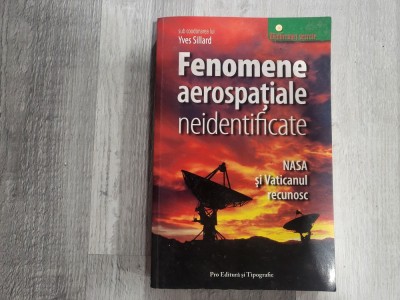 sub coordonarea lui
Yves Sillard
Fenomene
aerospațiale
neidentificate
NASA
și Vaticanul
recunosc
Pro Editură și Tipografie